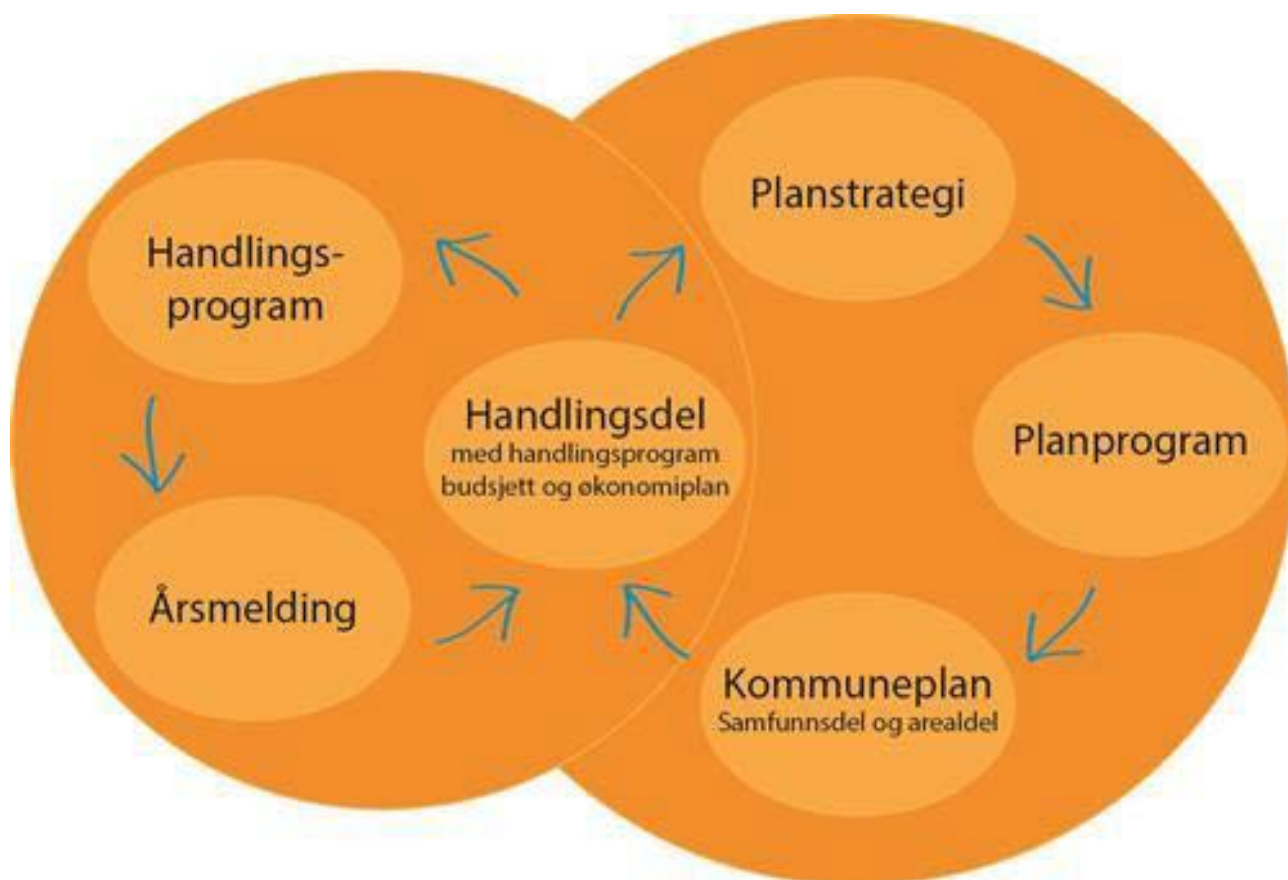 Planstrategi
Handlings-
program
Handlingsdel
med handlingsprogram
budsjett og økonomiplan
Planprogram
Årsmelding
Kommuneplan
Samfunnsdel og arealdel